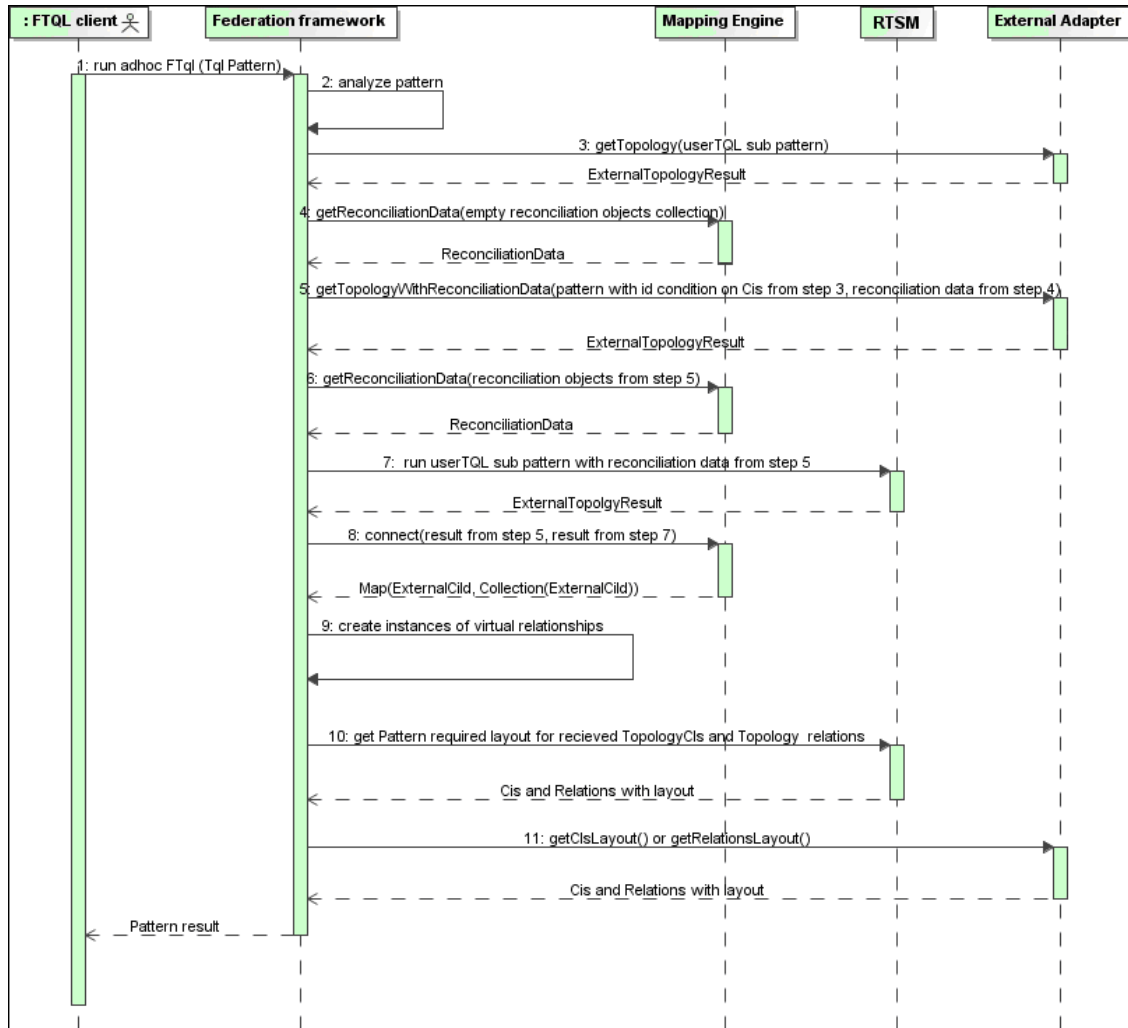 : FTQL client
Federation framework
Mapping Engine
RTSM
External Adapter
1: run adhoc FTql (Tql Pattern)
2: analyze pattern
3: getTopology(userTQL sub pattern)
ExternalTopologyResult
4: getReconciliationData(empty reconciliation objects collection)
ReconciliationData
5: getTopologyWithReconciliationData(pattern with id condition on Cis from step 3, reconciliation data from step 4)
ExternalTopologyResult
6: getReconciliationData(reconciliation objects from step 5)
ReconciliationData
7: run userTQL sub pattern with reconciliation data from step 5
ExternalTopolgyResult
8: connect(result from step 5, result from step 7)
Map(ExternalCiId, Collection(ExternalCiId))
9: create instances of virtual relationships
10: get Pattern required layout for recieved TopologyCIs and Topology relations
Cis and Relations with layout
11: getCIsLayout() or getRelationsLayout()
Cis and Relations with layout
Pattern result